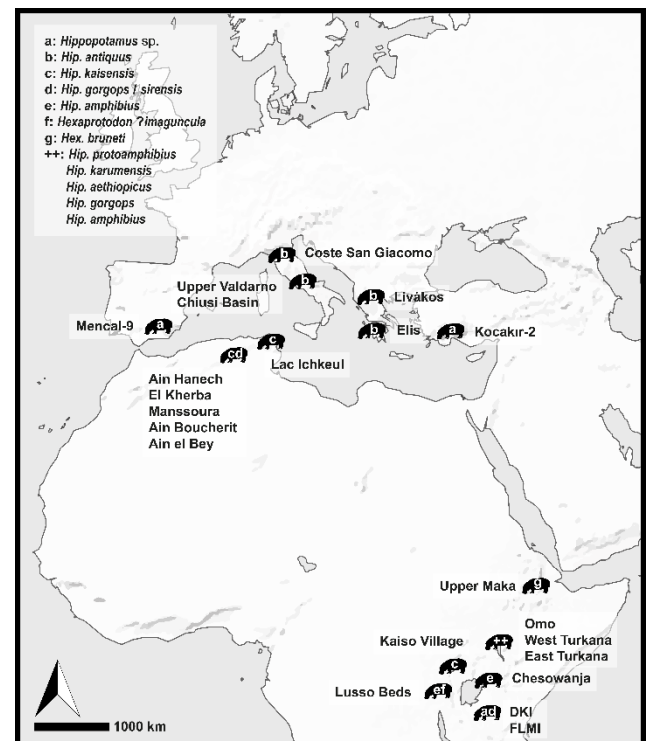 a: Hippopotamus sp.
b: Hip. antiquus
c: Hip. kaisensis
d: Hip. gorgops / sirensis
e: Hip. amphibius
f: Hexaprotodon ?imaguncula
g: Hex. bruneti
++: Hip. protoamphibius
Hip. karumensis
Hip. aethiopicus
Hip. gorgops
Hip. amphibius
b
Coste San Giacomo
Upper Valdarno
Chiusi Basin
b
b
Livakos
Mencal-9
a
b
Elis
a
Kocakır-2
cd
c
Lac Ichkeul
Ain Hanech
El Kherba
Manssoura
Ain Boucherit
Ain el Bey
Upper Maka
g
Omo
West Turkana
East Turkana
++
Kaiso Village
c
e
Chesowanja
Lusso Beds
ef
ad
DKI
FLMI
1000 km